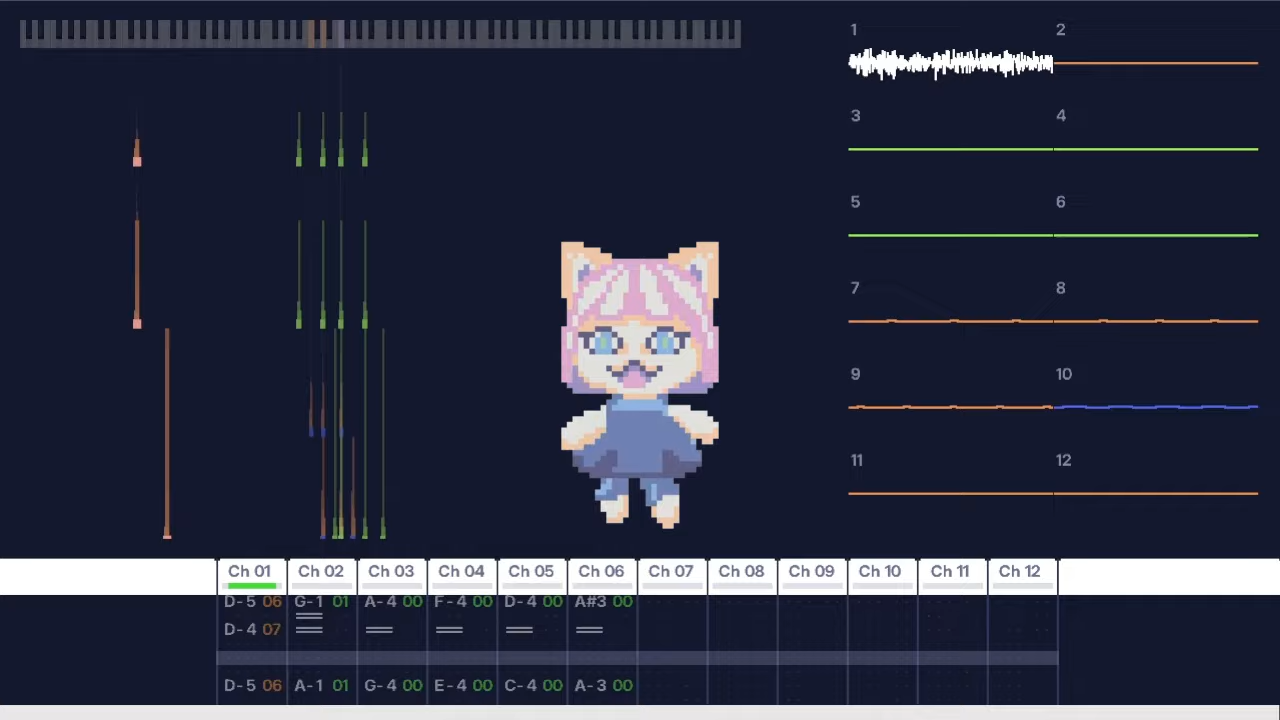 1 2
3 4
5 6
7 8
9 10
11 12
Ch 01 Ch 02 Ch 03 Ch 04 Ch 05 Ch 06 Ch 07 Ch 08 Ch 09 Ch 10 Ch 11 Ch 12
D-5 06 G-1 01 A-4 00 F-4 00 D-4 00 A#3 00
D-4 07
D-5 06 A-1 01 G-4 00 E-4 00 C-4 00 A-3 00